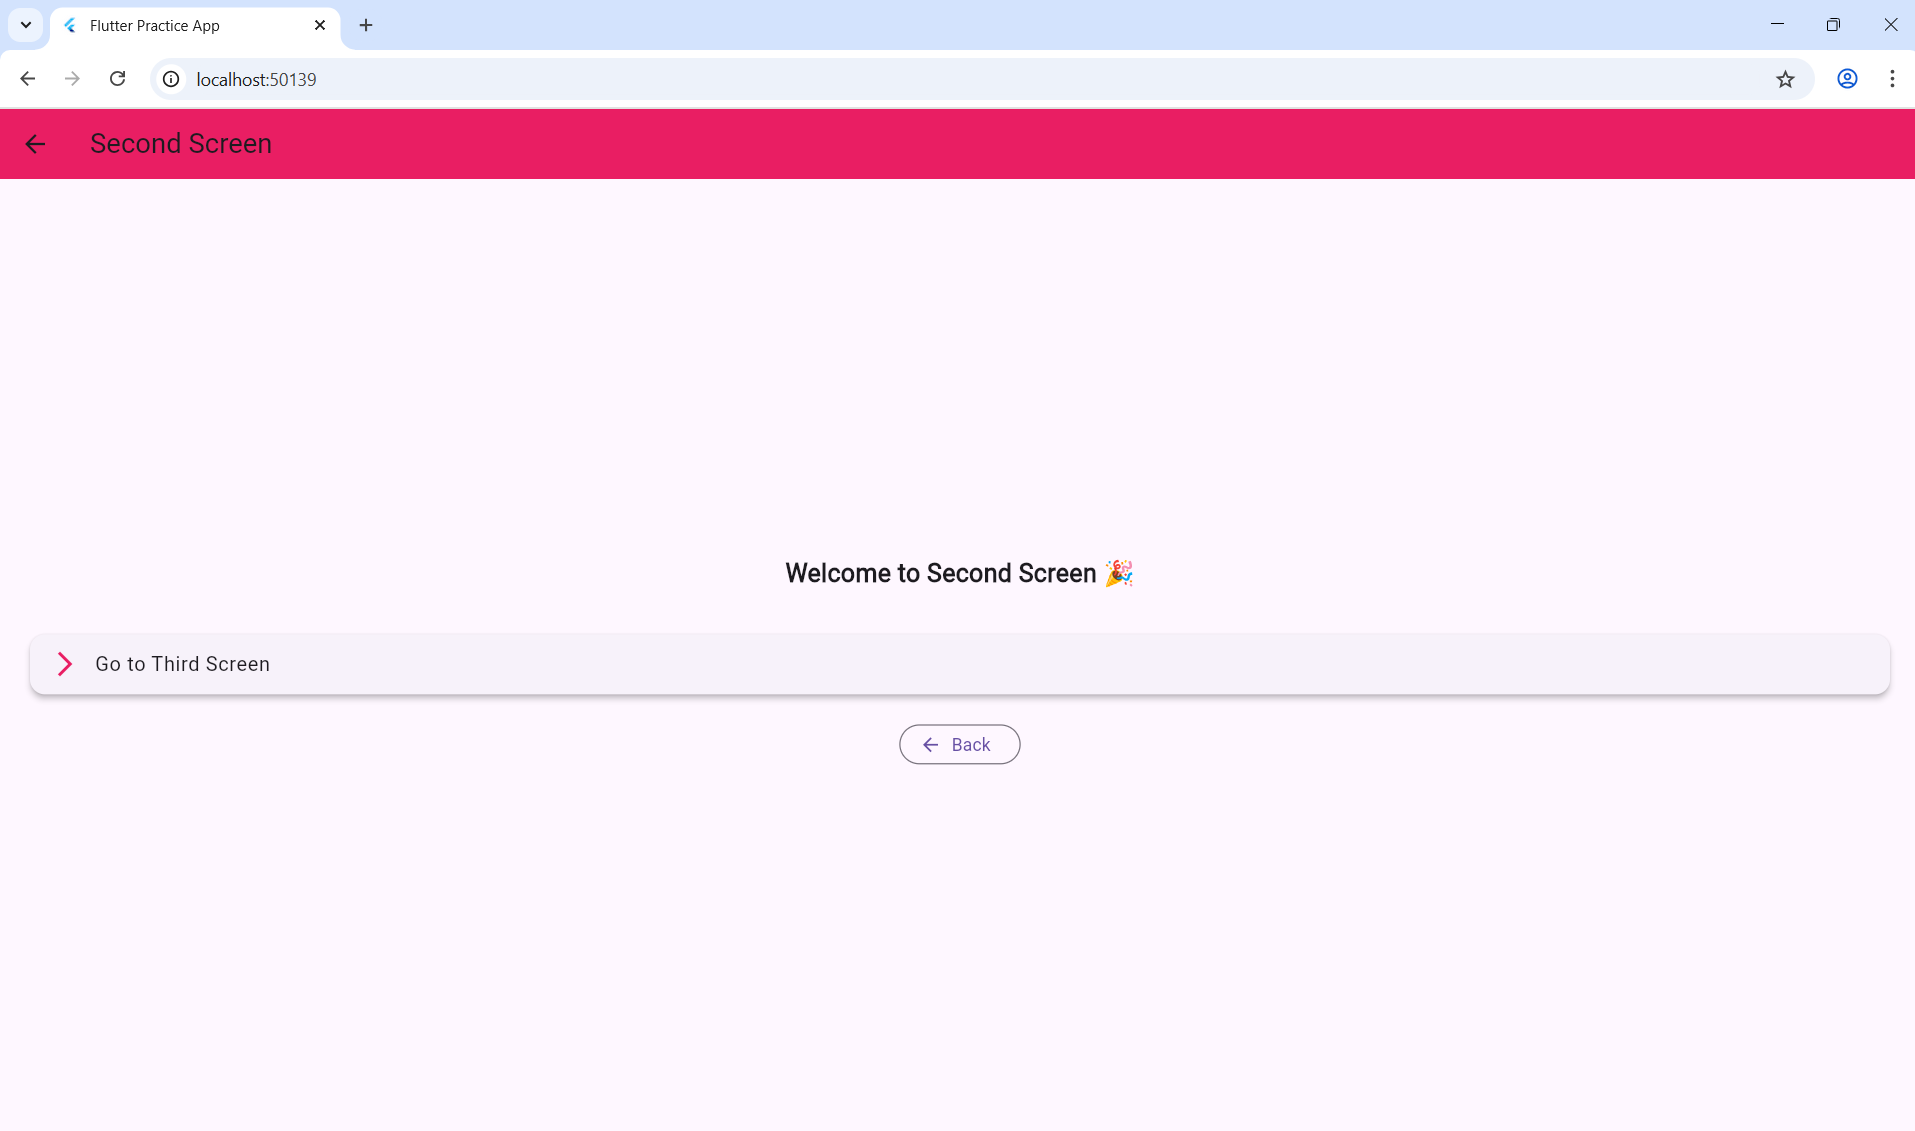 Flutter Practice App
localhost:50139
Second Screen
Welcome to Second Screen 🎉
Go to Third Screen
Back